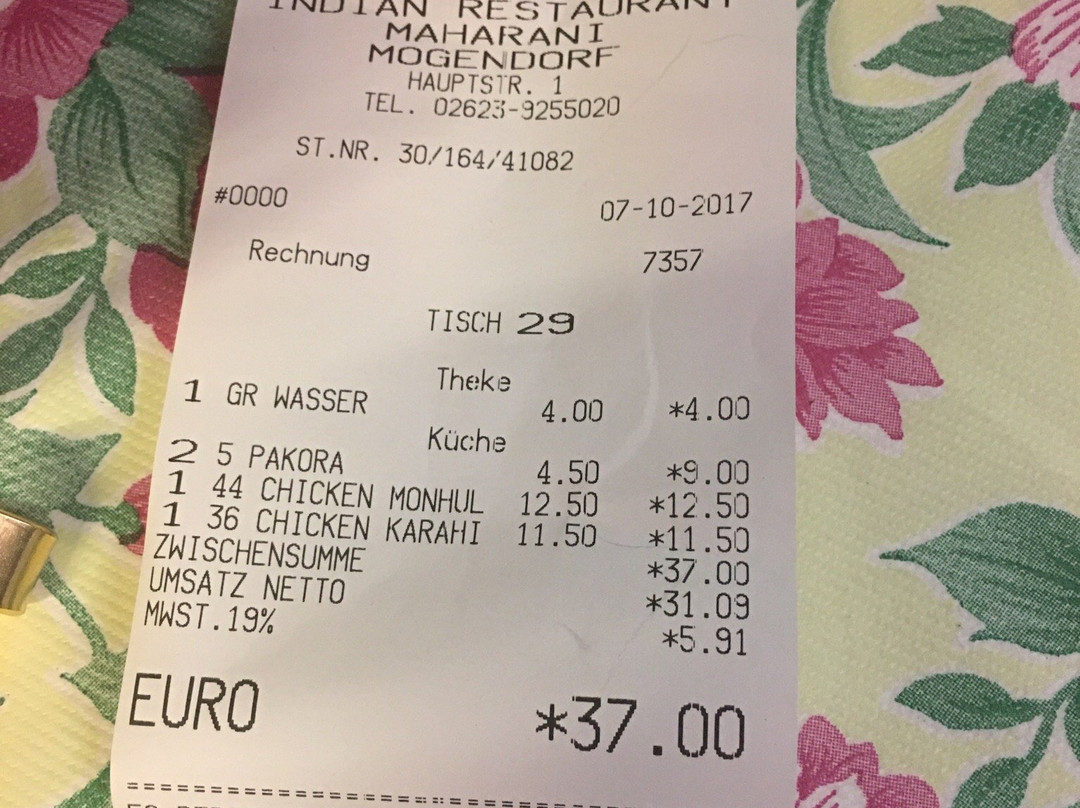 INDIAN RESTAURANT
MAHARANI
MOGENDORF
HAUPTSTR. 1
TEL. 02623-9255020
ST.NR. 30/164/41082
#0000 07-10-2017
Rechnung 7357
TISCH 29
Theke
1 GR WASSER 4.00 *4.00
Küche
2 5 PAKORA 4.50 *9.00
1 44 CHICKEN MONHUL 12.50 *12.50
1 36 CHICKEN KARAHI 11.50 *11.50
ZWISCHENSUMME *37.00
UMSATZ NETTO *31.09
MWST.19% *5.91
EURO *37.00